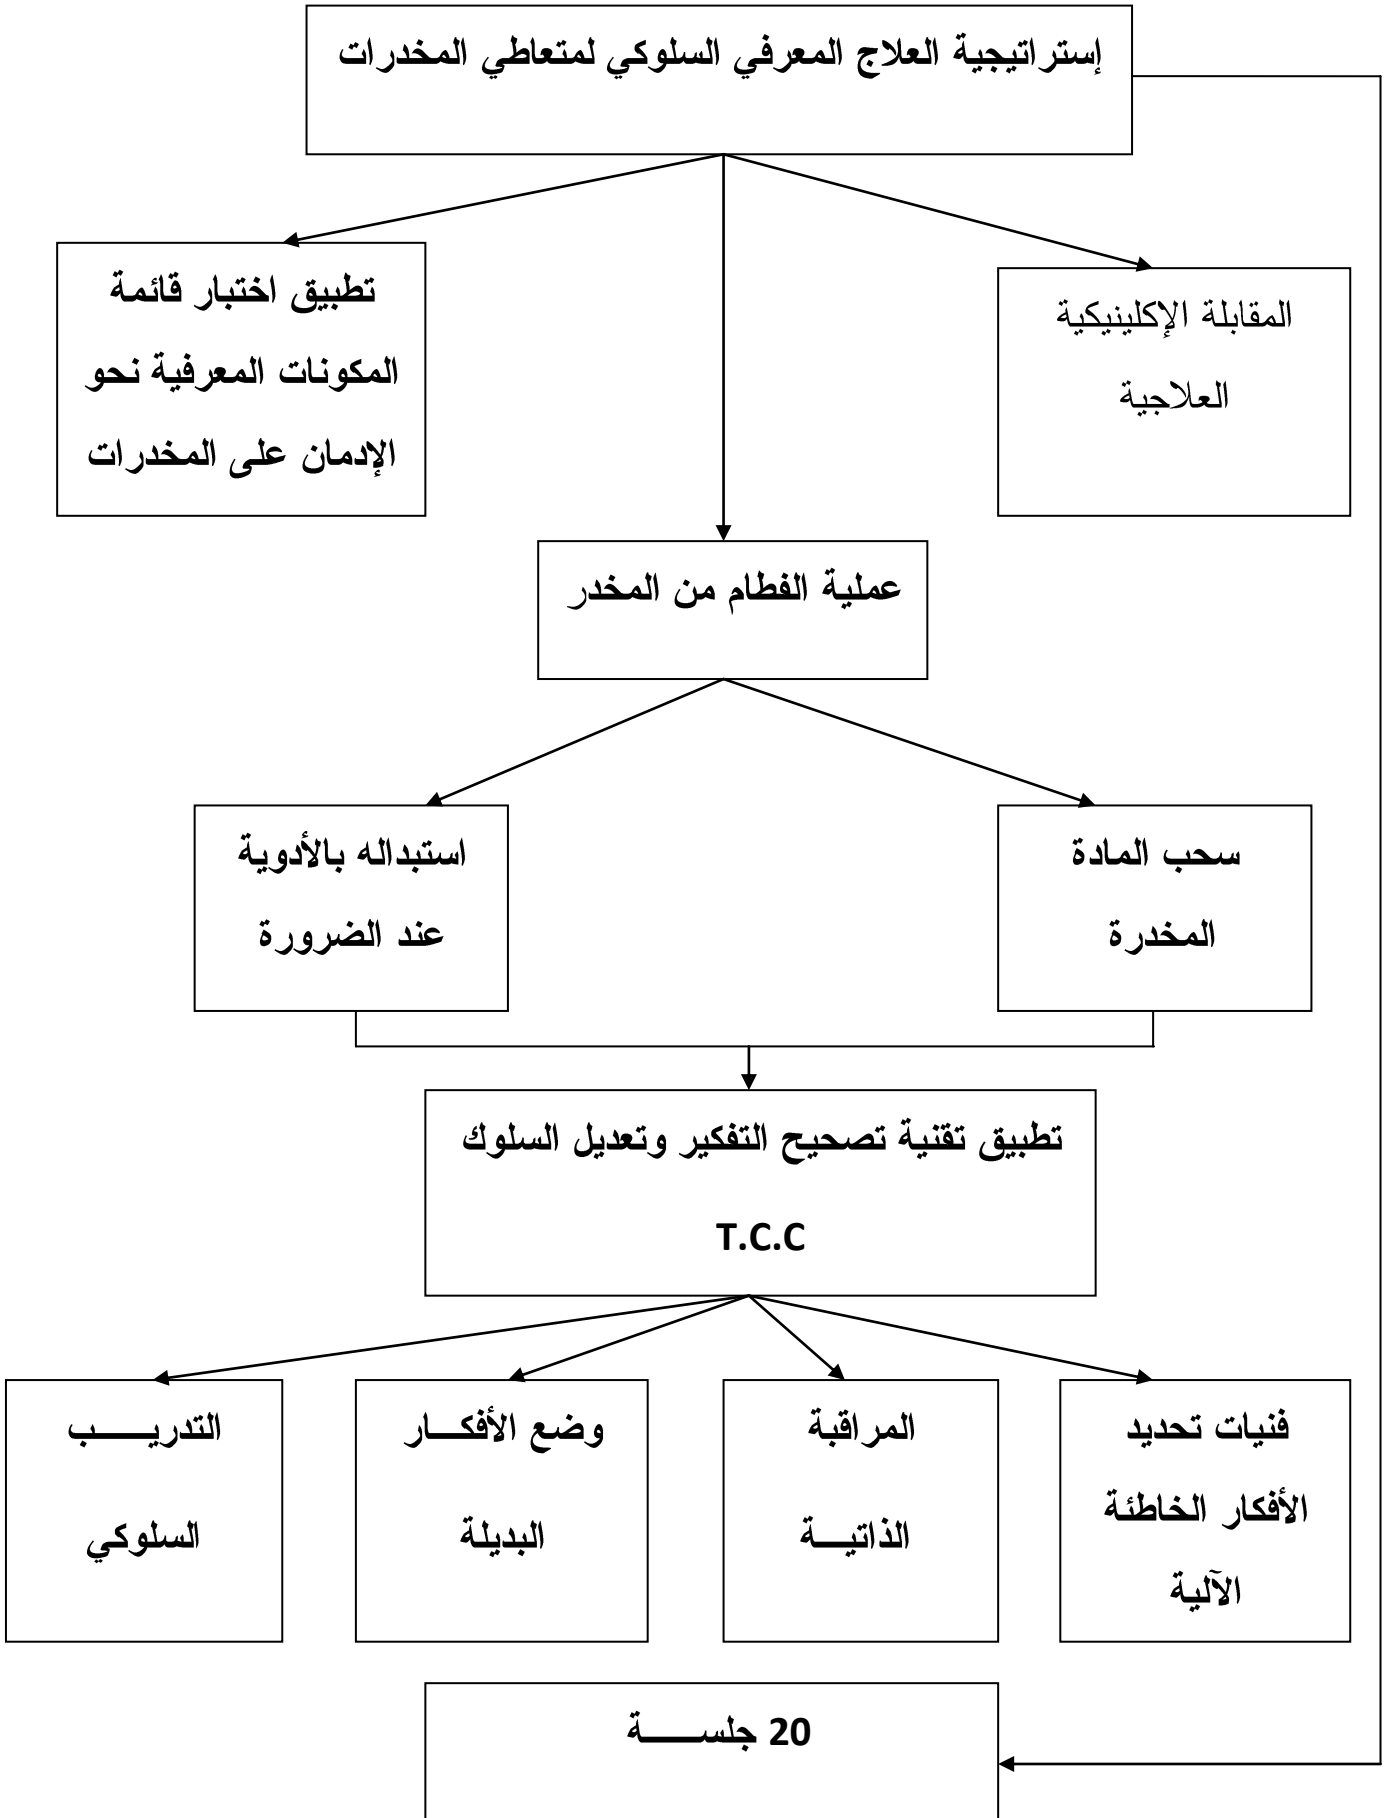 إستراتيجية العلاج المعرفي السلوكي لمتعاطي المخدرات
المقابلة الإكلينيكية
العلاجية
تطبيق اختبار قائمة
المكونات المعرفية نحو
الإدمان على المخدرات
عملية الفطام من المخدر
سحب المادة
المخدرة
استبداله بالأدوية
عند الضرورة
تطبيق تقنية تصحيح التفكير وتعديل السلوك
T.C.C
فنيات تحديد
الأفكار الخاطئة
الآلية
المراقبة
الذاتيـــة
وضع الأفكـــار
البديلة
التدريـــــب
السلوكي
20 جلســـــة